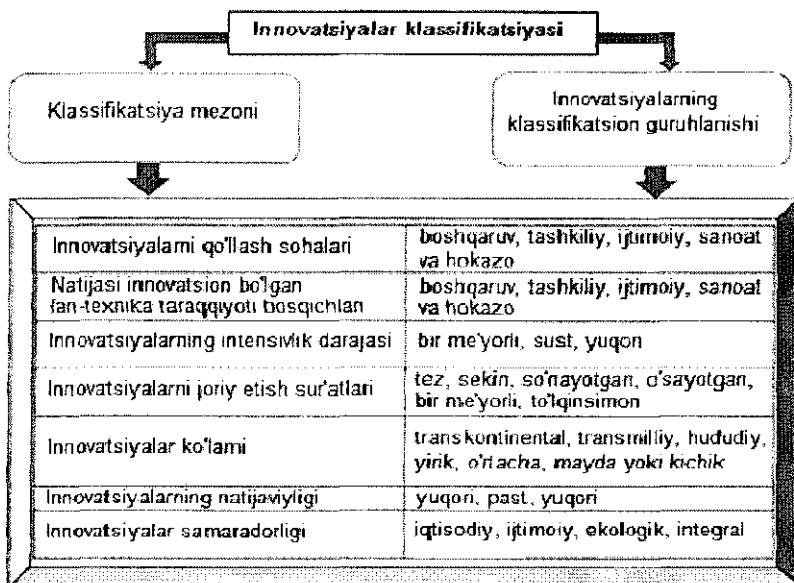 Innovatsiyalar klassifikatsiyasi
Klassifikatsiya mezoni
Innovatsiyalarning
klassifikatsion guruhlanishi
Innovatsiyalarni qo'llash sohalari
boshqaruv, tashkiliy, ijtimoiy, sanoat
va hokazo
Natijasi innovatsion bo'lgan
fan-texnika taraqqiyoti bosqichlari
boshqaruv, tashkiliy, ijtimoiy, sanoat
va hokazo
Innovatsiyalarning intensivlik darajasi
bir me'yorli, sust, yuqori
Innovatsiyalarni joriy etish sur'atlari
tez, sekin, so'nayotgan, o'sayotgan,
bir me'yorli, to'lqinsimon
Innovatsiyalar ko'lami
transkontinental, transmilliy, hududiy,
yirik, o'rtacha, mayda yoki kichik
Innovatsiyalarning natijaviyligi
yuqori, past, yuqori
Innovatsiyalar samaradorligi
iqtisodiy, ijtimoiy, ekologik, integral